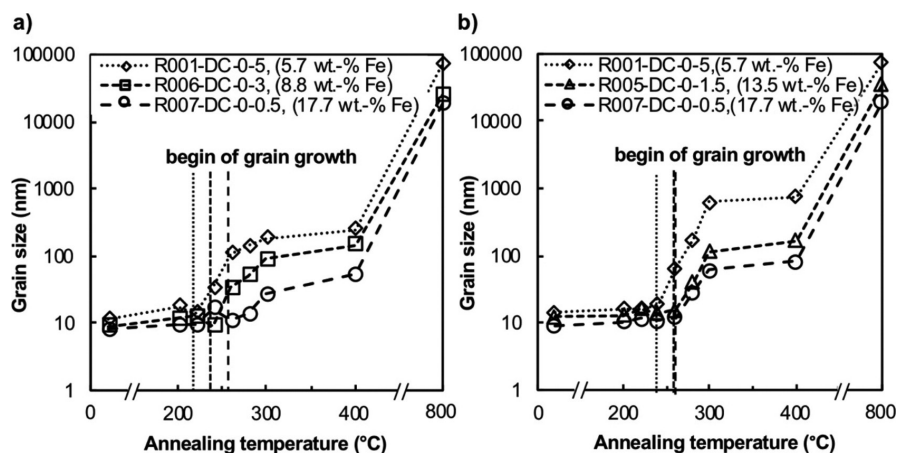 a)
100000
10000
1000
100
10
1
Grain size (nm)
R001-DC-0-5, (5.7 wt.-% Fe)
R006-DC-0-3, (8.8 wt.-% Fe)
R007-DC-0-0.5, (17.7 wt.-% Fe)
begin of grain growth
0 200 300 400 800
Annealing temperature (°C)
b)
100000
10000
1000
100
10
1
Grain size (nm)
R001-DC-0-5,(5.7 wt.-% Fe)
R005-DC-0-1.5, (13.5 wt.-% Fe)
R007-DC-0-0.5,(17.7 wt.-% Fe)
begin of grain growth
0 200 300 400 800
Annealing temperature (°C)